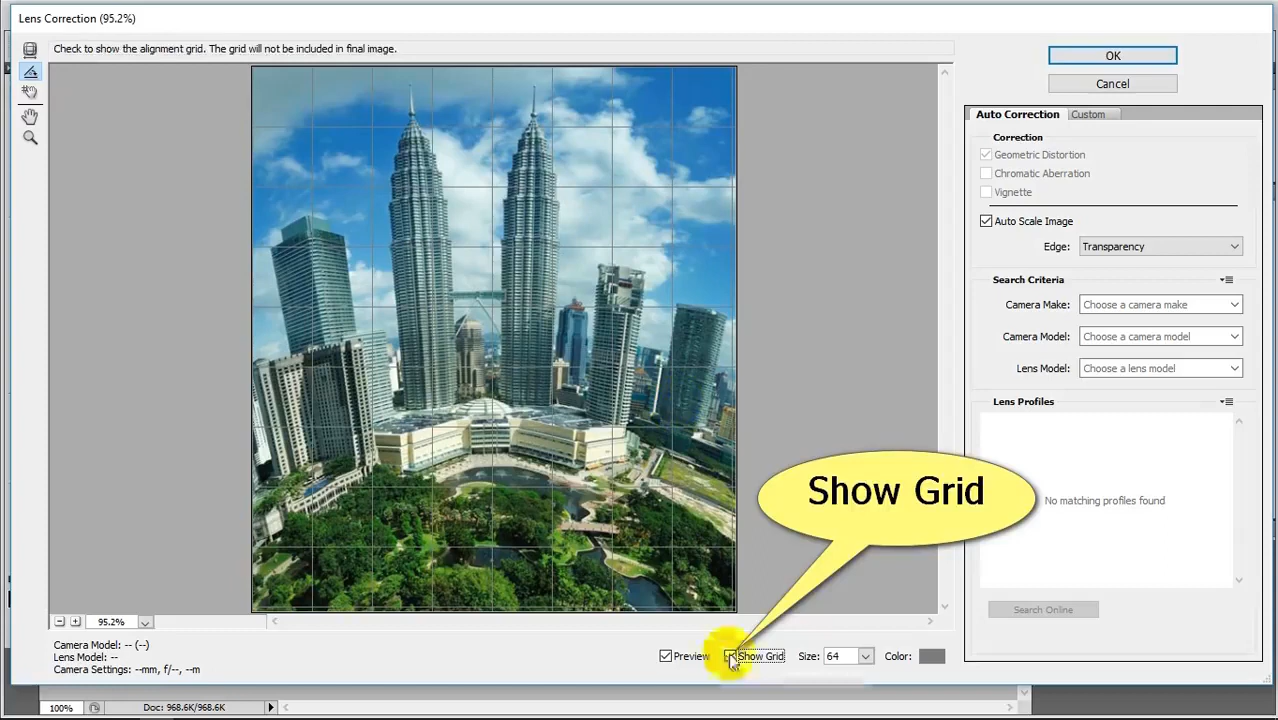 Lens Correction (95.2%)
Check to show the alignment grid. The grid will not be included in final image.
OK
Cancel
Auto Correction
Custom
Correction
Geometric Distortion
Chromatic Aberration
Vignette
Auto Scale Image
Edge: Transparency
Search Criteria
Camera Make: Choose a camera make
Camera Model: Choose a camera model
Lens Model: Choose a lens model
Lens Profiles
No matching profiles found
Search Online
Show Grid
95.2%
Camera Model: -- (--)
Lens Model: --
Camera Settings: --mm, f/--, --m
Preview
Show Grid
Size: 64
Color:
100%
Doc: 968.6K/968.6K